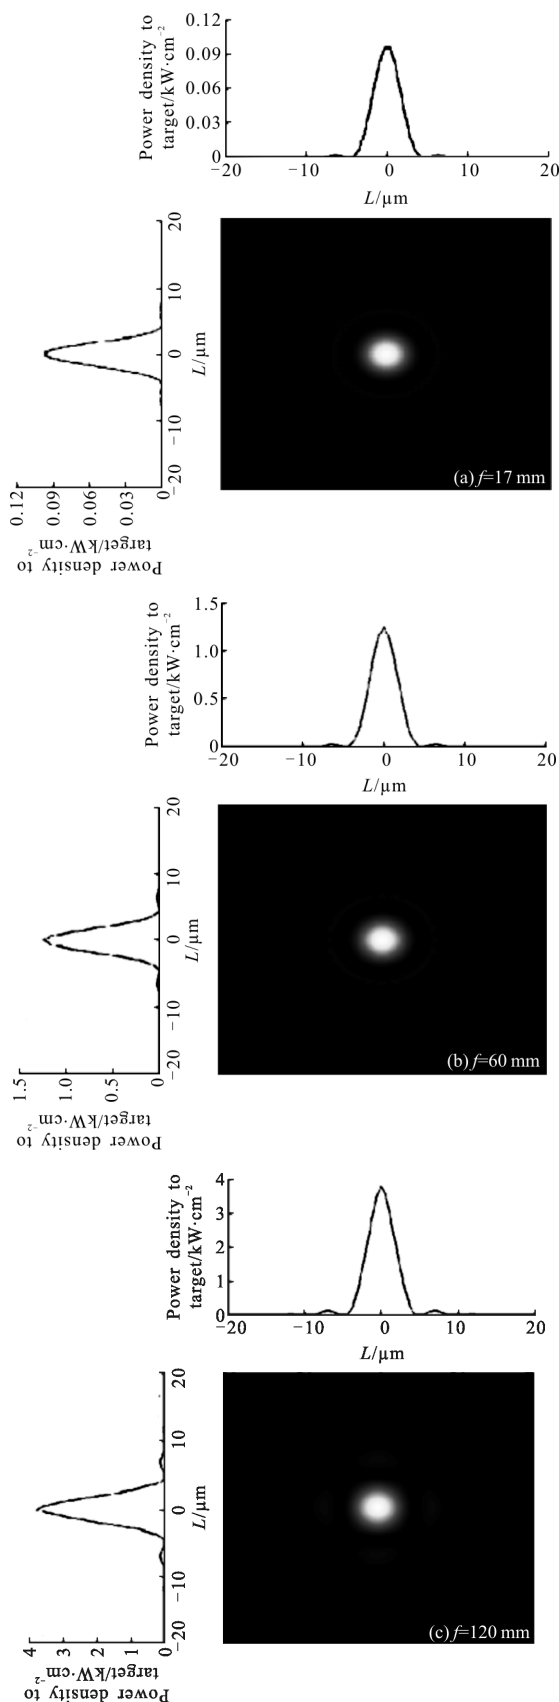 Power density to
target/kW·cm⁻²
0.12
0.09
0.06
0.03
0
−20
−10
0
10
20
L/μm
20
10
0
−10
−20
L/μm
0.12
0.09
0.06
0.03
0
Power density to
target/kW·cm⁻²
(a) f=17 mm
Power density to
target/kW·cm⁻²
1.5
1.0
0.5
0
−20
−10
0
10
20
L/μm
20
10
0
−10
−20
L/μm
1.5
1.0
0.5
0
Power density to
target/kW·cm⁻²
(b) f=60 mm
Power density to
target/kW·cm⁻²
4
3
2
1
0
−20
−10
0
10
20
L/μm
20
10
0
−10
−20
L/μm
4
3
2
1
0
Power density to
target/kW·cm⁻²
(c) f=120 mm